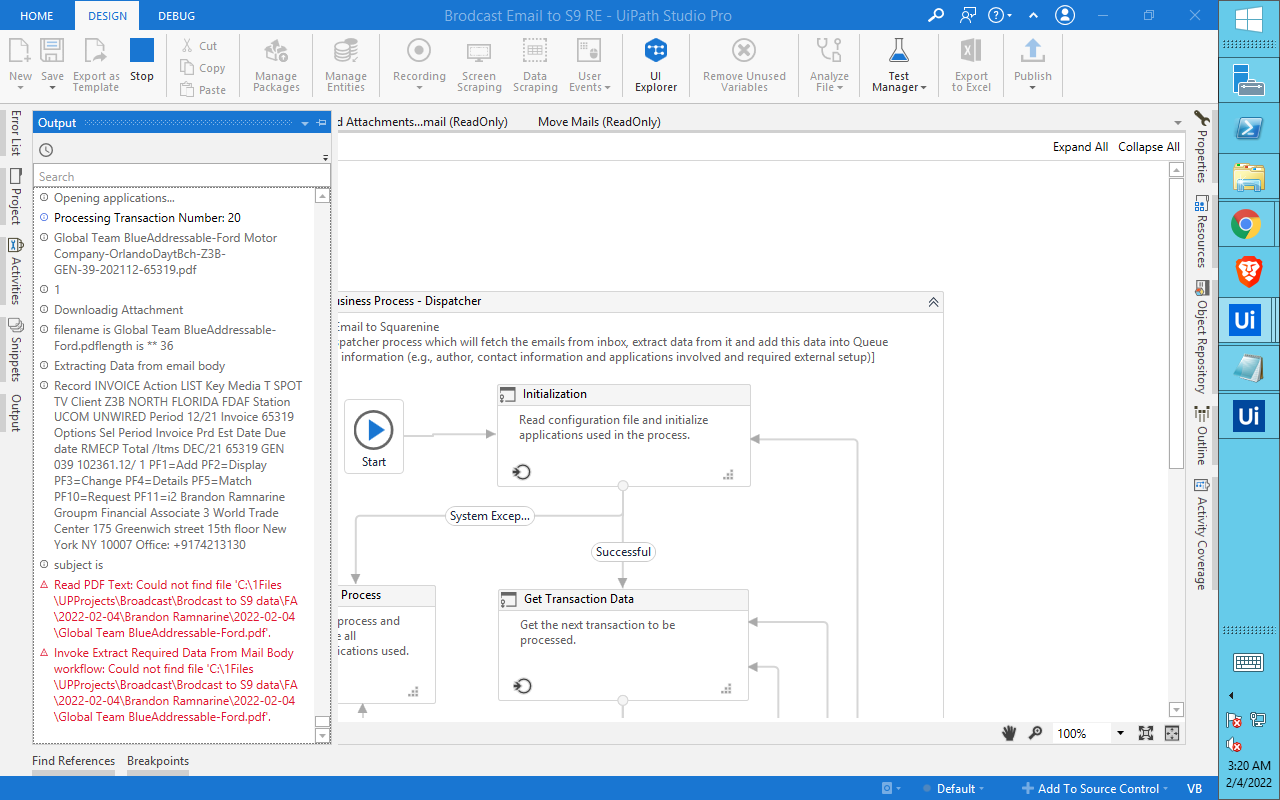 HOME
DESIGN
DEBUG
Brodcast Email to S9 RE - UiPath Studio Pro
New
Save
Export as
Template
Stop
Cut
Copy
Paste
Manage
Packages
Manage
Entities
Recording
Screen
Scraping
Data
Scraping
User
Events
UI
Explorer
Remove Unused
Variables
Analyze
File
Test
Manager
Export
to Excel
Publish
Error List
Project
Activities
Snippets
Output
Output
Search
Opening applications...
Processing Transaction Number: 20
Global Team BlueAddressable-Ford Motor
Company-OrlandoDaytBch-Z3B-
GEN-39-202112-65319.pdf
1
Downloadig Attachment
filename is Global Team BlueAddressable-
Ford.pdflength is ** 36
Extracting Data from email body
Record INVOICE Action LIST Key Media T SPOT
TV Client Z3B NORTH FLORIDA FDAF Station
UCOM UNWIRED Period 12/21 Invoice 65319
Options Sel Period Invoice Prd Est Date Due
date RMECP Total /Itms DEC/21 65319 GEN
039 102361.12/ 1 PF1=Add PF2=Display
PF3=Change PF4=Details PF5=Match
PF10=Request PF11=i2 Brandon Ramnarine
Groupm Financial Associate 3 World Trade
Center 175 Greenwich street 15th floor New
York NY 10007 Office: +9174213130
subject is
Read PDF Text: Could not find file 'C:\1Files
\UPProjects\Broadcast\Brodcast to S9 data\FA
\2022-02-04\Brandon Ramnarine\2022-02-04
\Global Team BlueAddressable-Ford.pdf'.
Invoke Extract Required Data From Mail Body
workflow: Could not find file 'C:\1Files
\UPProjects\Broadcast\Brodcast to S9 data\FA
\2022-02-04\Brandon Ramnarine\2022-02-04
\Global Team BlueAddressable-Ford.pdf'.
Find References
Breakpoints
d Attachments...mail (ReadOnly)
Move Mails (ReadOnly)
Expand All
Collapse All
usiness Process - Dispatcher
Email to Squarenine
spatcher process which will fetch the emails from inbox, extract data from it and add this data into Queue
information (e.g., author, contact information and applications involved and required external setup)]
Start
Initialization
Read configuration file and initialize
applications used in the process.
System Excep...
Successful
Process
process and
e all
ications used.
Get Transaction Data
Get the next transaction to be
processed.
100%
Properties
Resources
Object Repository
Outline
Activity Coverage
Default
Add To Source Control
VB
Ui
Ui
3:20 AM
2/4/2022